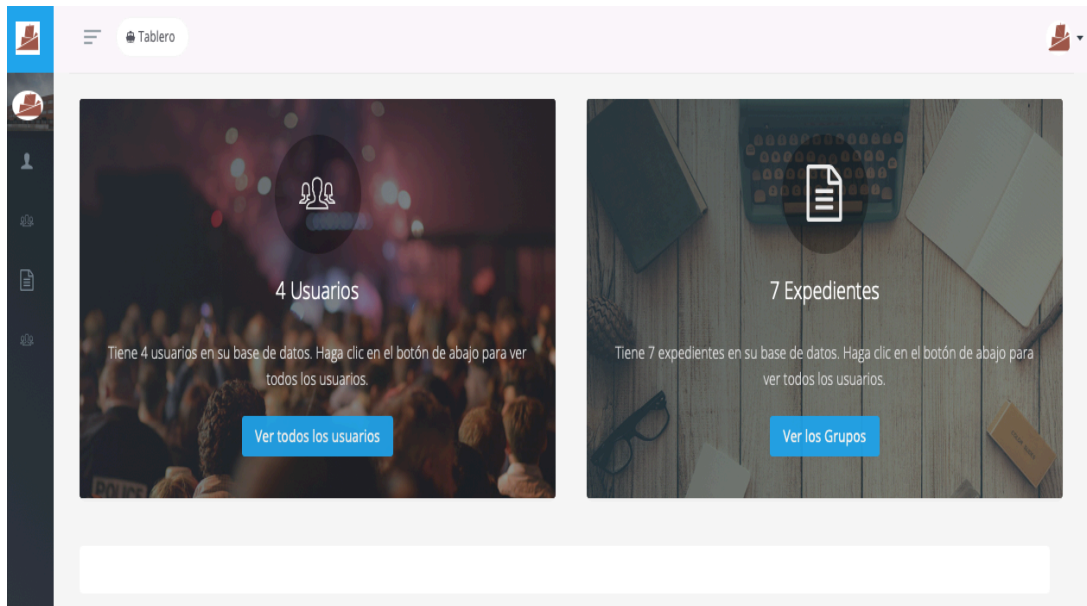 Tablero
4 Usuarios
Tiene 4 usuarios en su base de datos. Haga clic en el botón de abajo para ver
todos los usuarios.
Ver todos los usuarios
POLICE
7 Expedientes
Tiene 7 expedientes en su base de datos. Haga clic en el botón de abajo para
ver todos los usuarios.
Ver los Grupos